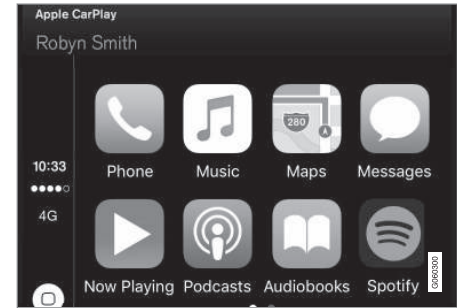 Apple CarPlay
Robyn Smith
280
10:33
Phone Music Maps Messages
4G
Now Playing Podcasts Audiobooks Spotify
G060300